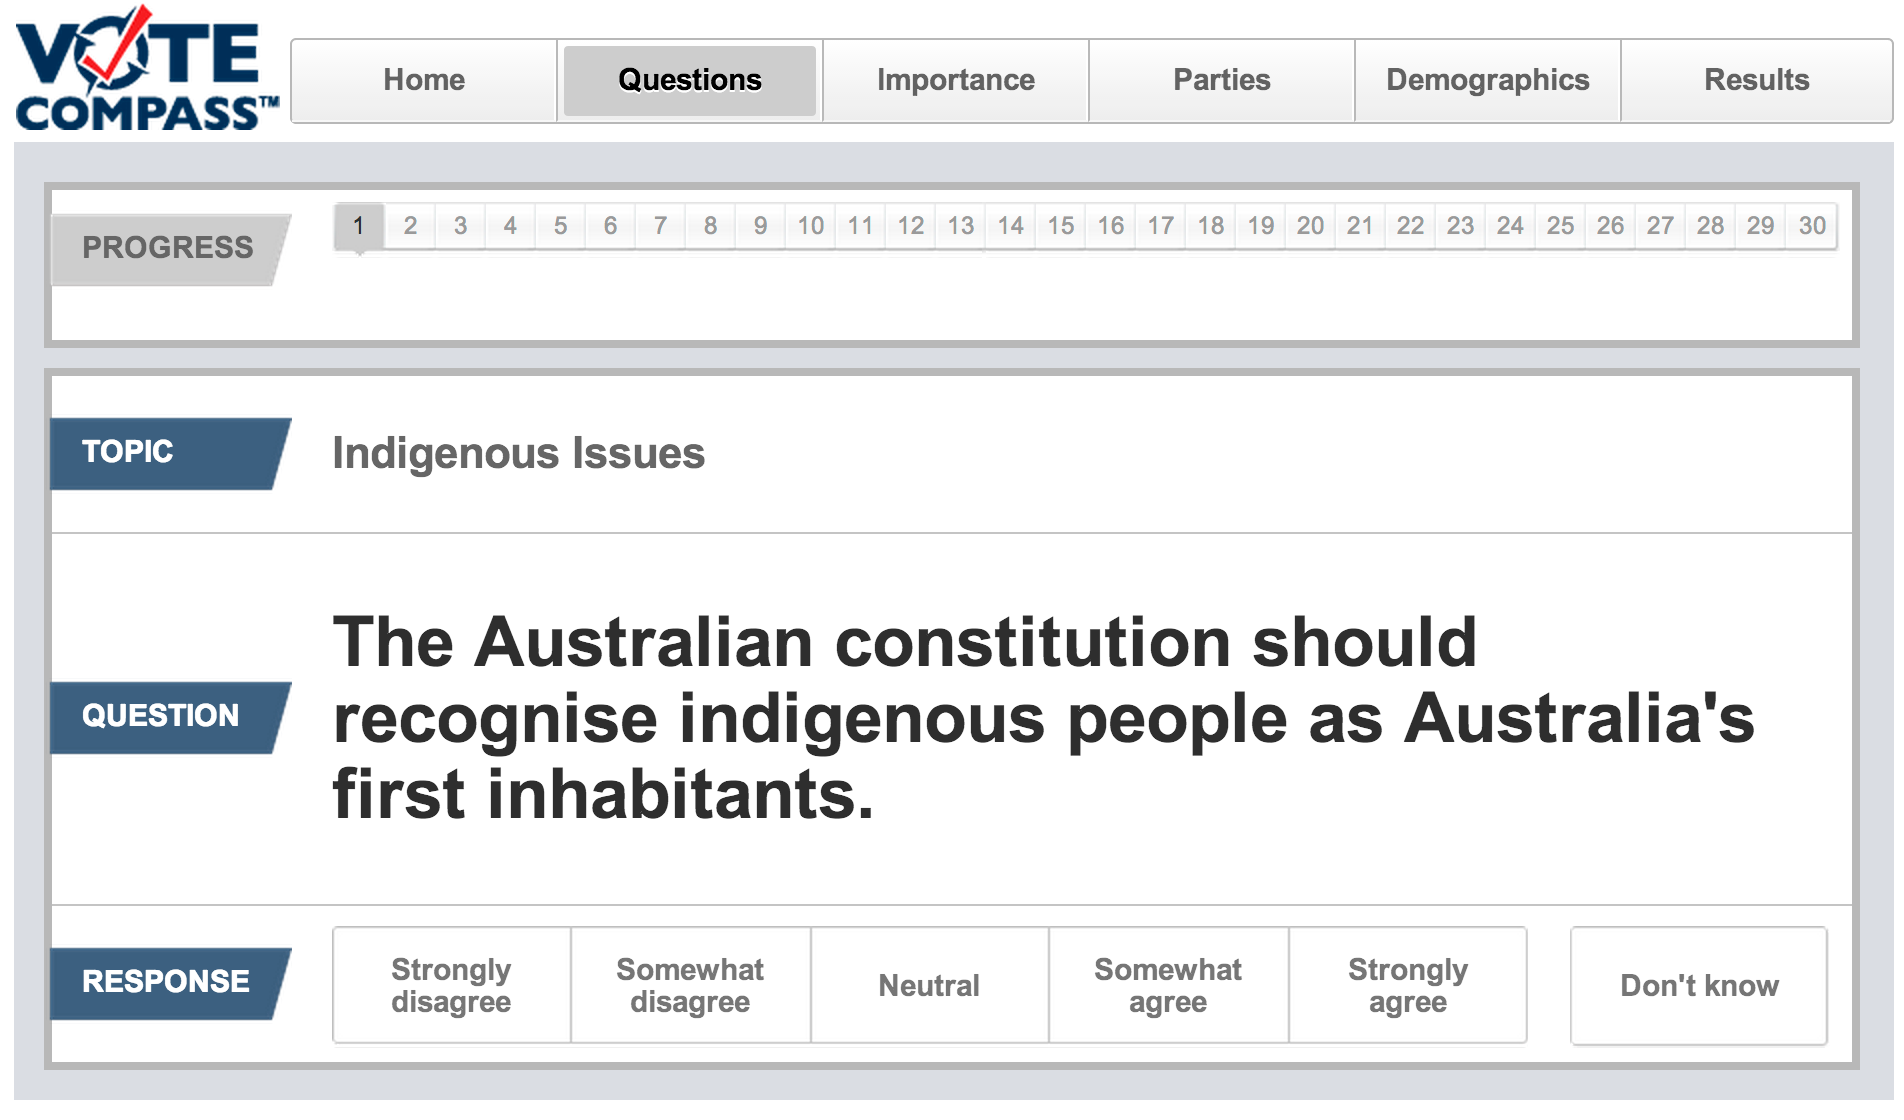 VOTE
COMPASS™
Home Questions Importance Parties Demographics Results
PROGRESS
1 2 3 4 5 6 7 8 9 10 11 12 13 14 15 16 17 18 19 20 21 22 23 24 25 26 27 28 29 30
TOPIC
Indigenous Issues
QUESTION
The Australian constitution should
recognise indigenous people as Australia's
first inhabitants.
RESPONSE
Strongly disagree
Somewhat disagree
Neutral
Somewhat agree
Strongly agree
Don't know